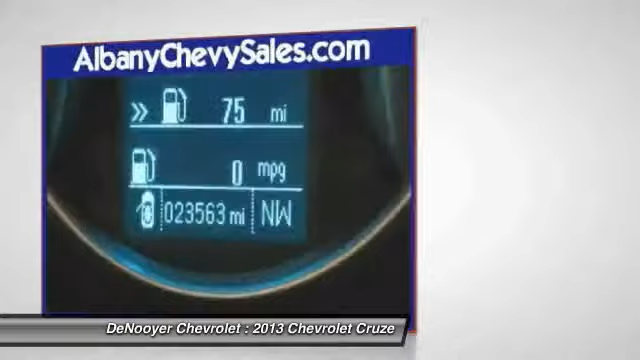 AlbanyChevySales.com
» 75 mi
0 mpg
023563 mi NW
DeNooyer Chevrolet : 2013 Chevrolet Cruze